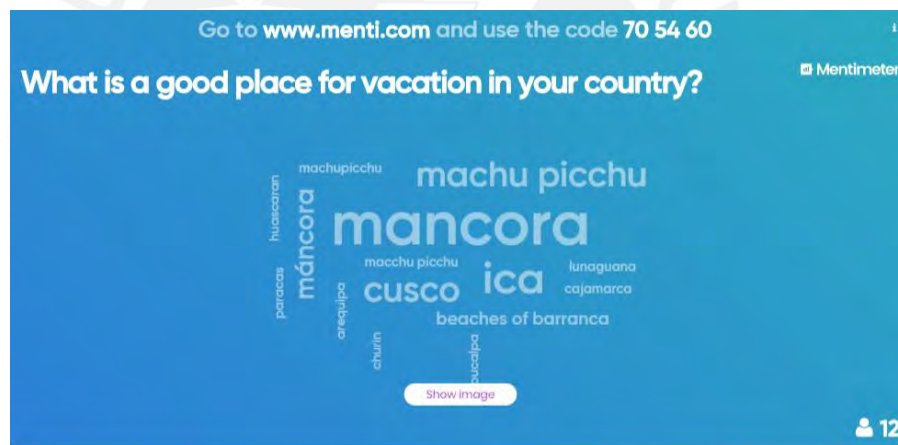 Go to www.menti.com and use the code 70 54 60
Mentimeter
What is a good place for vacation in your country?
machupicchu
machu picchu
huascaran
máncora
mancora
macchu picchu
ica
lunaguana
paracas
cusco
cajamarca
arequipa
beaches of barranca
churin
Show image
12